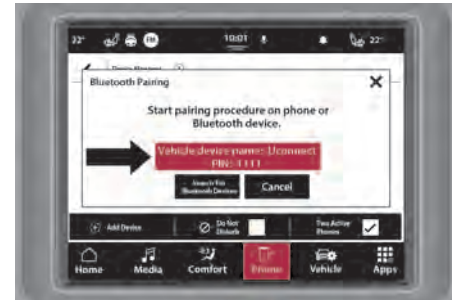 22° 10:01 22°
Device Manager
Bluetooth Pairing
Start pairing procedure on phone or
Bluetooth device.
Vehicle device name: Uconnect
PIN: 1111
Search For
Bluetooth Devices
Cancel
Add Device
Do Not
Disturb
Two Active
Phones
Home Media Comfort Phone Vehicle Apps